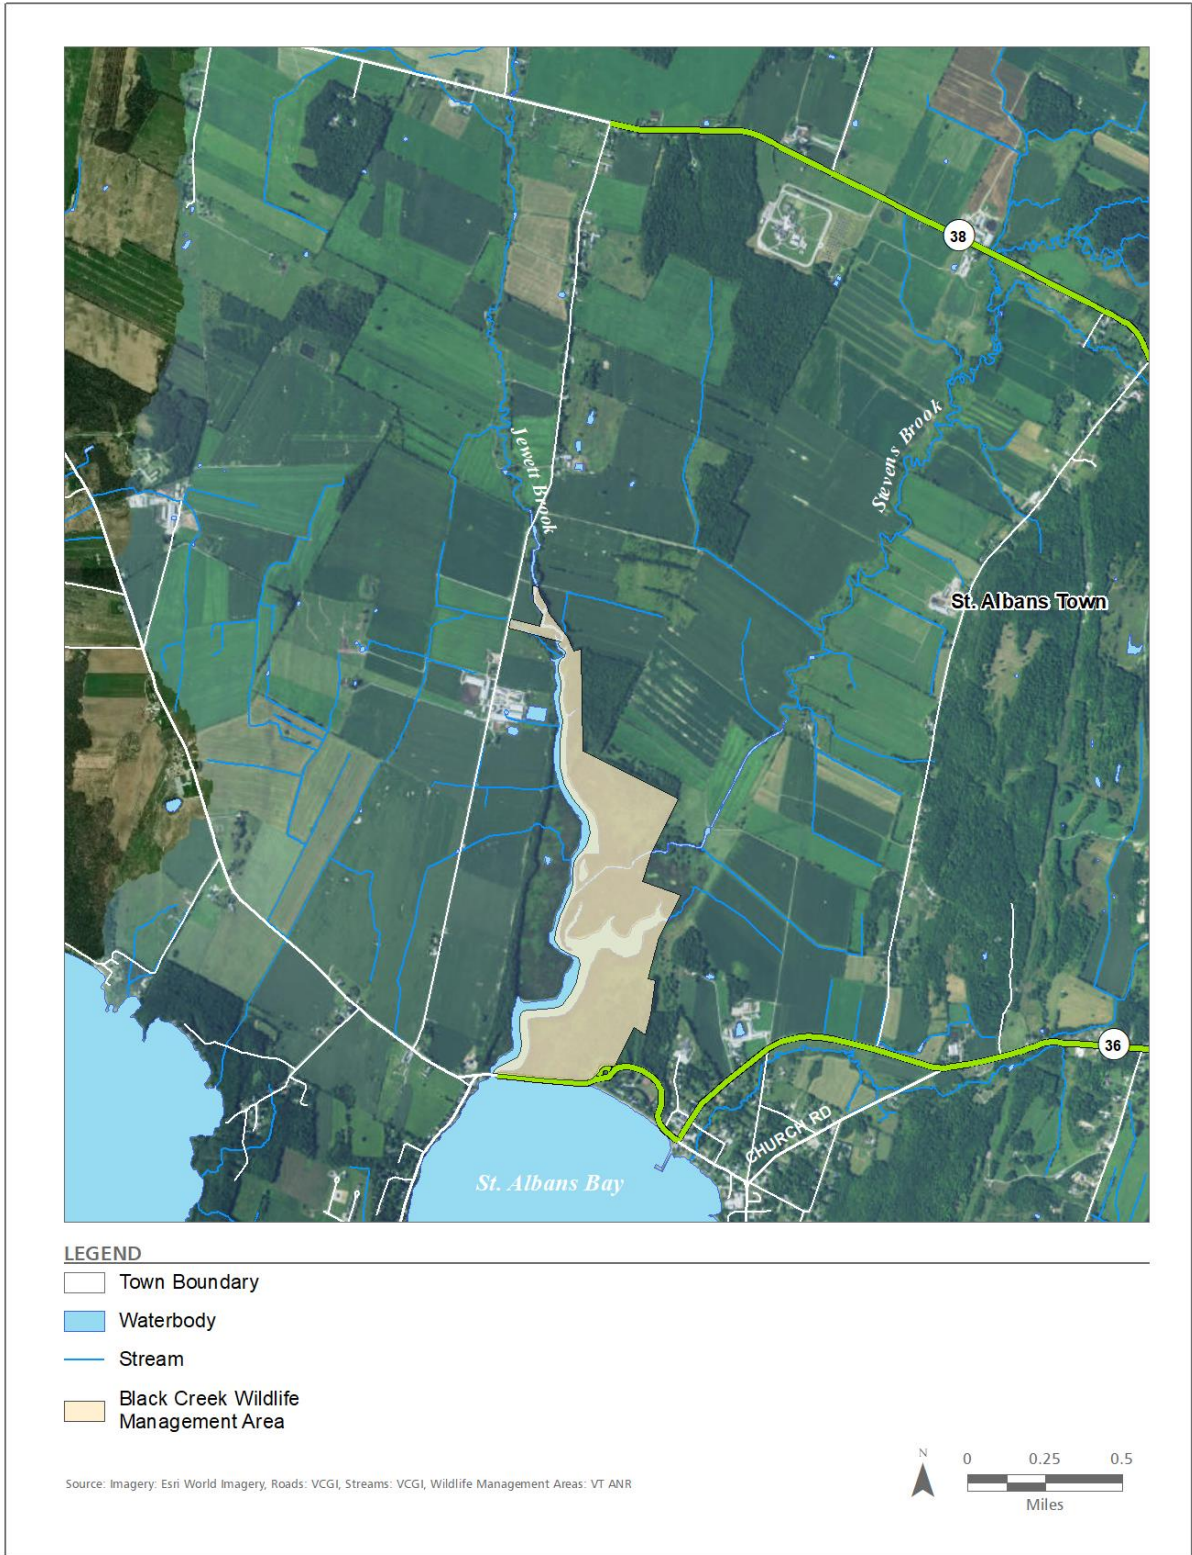 38
Jewett Brook
Stevens Brook
St. Albans Town
36
CHURCH RD
St. Albans Bay
LEGEND
Town Boundary
Waterbody
Stream
Black Creek Wildlife
Management Area
Source: Imagery: Esri World Imagery, Roads: VCGI, Streams: VCGI, Wildlife Management Areas: VT ANR
N
0 0.25 0.5
Miles